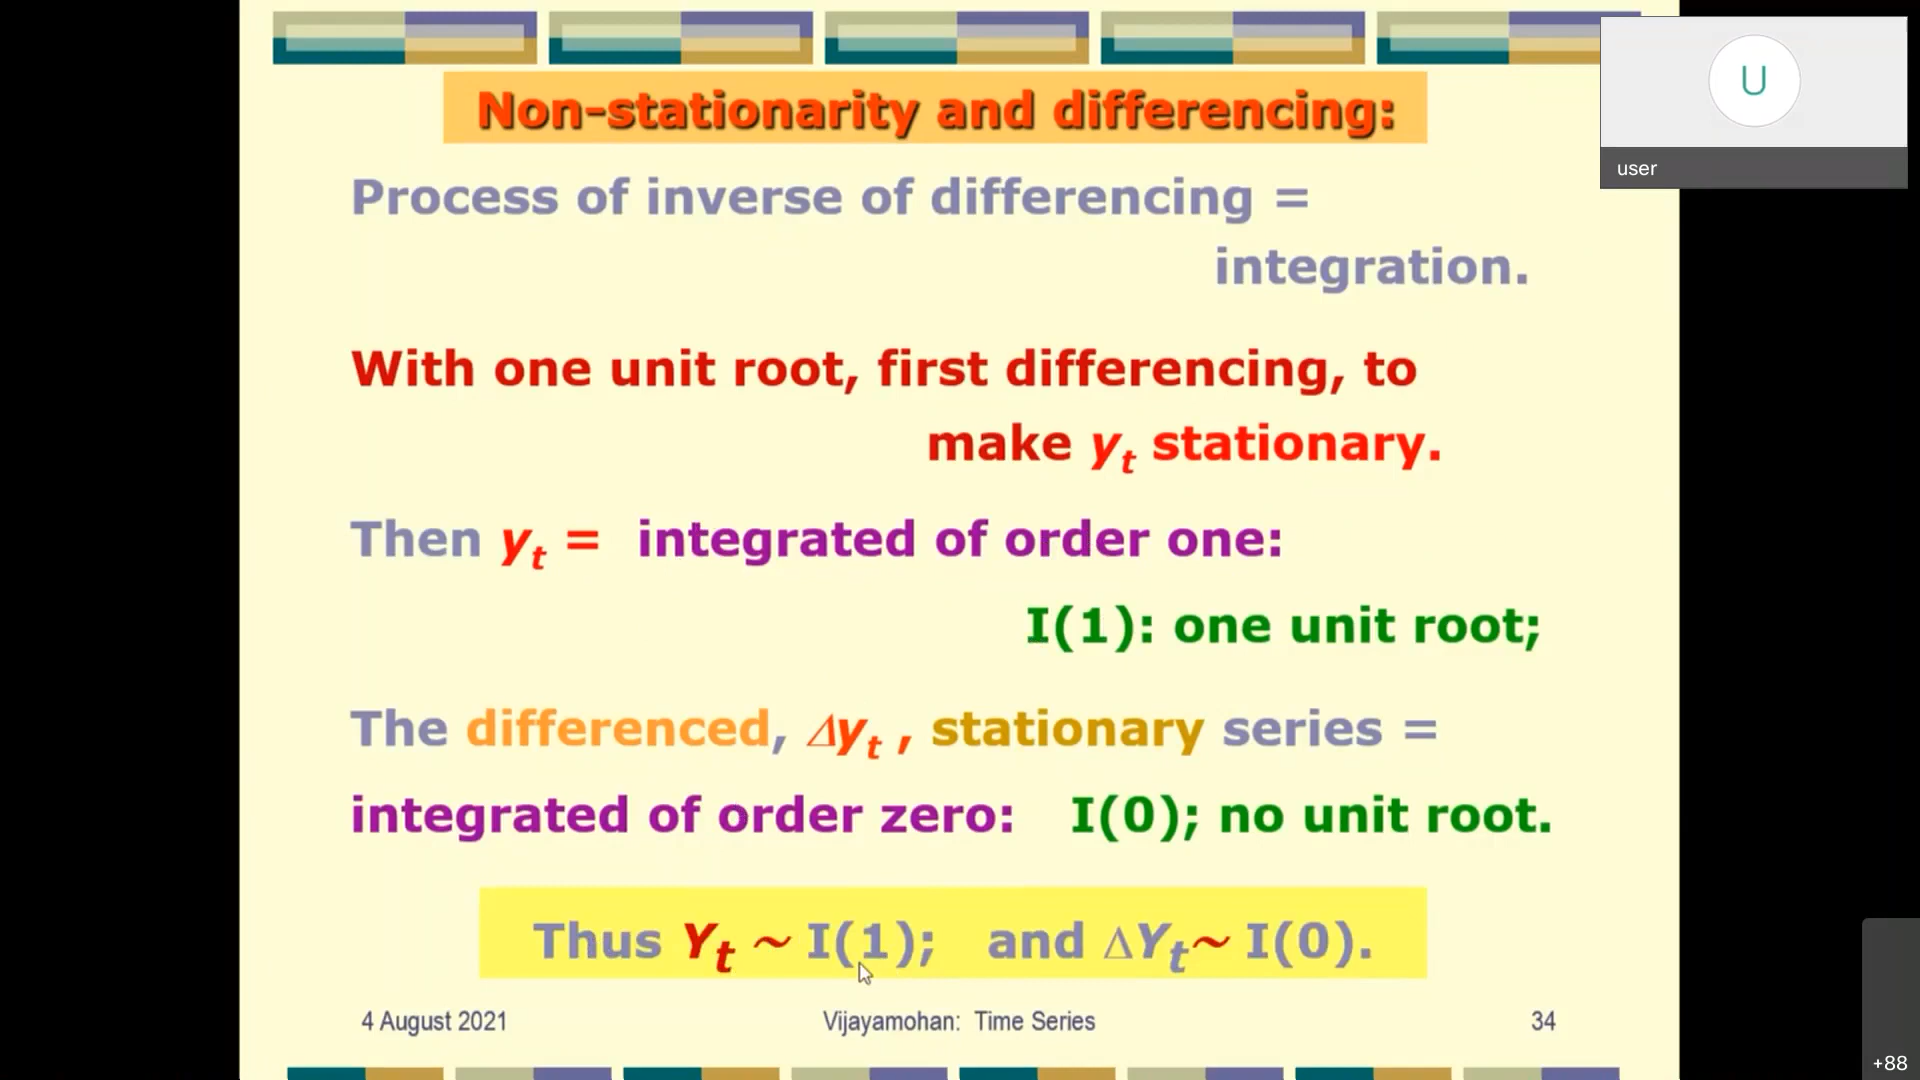 Non-stationarity and differencing:
Process of inverse of differencing =
integration.
With one unit root, first differencing, to
make yt stationary.
Then yt = integrated of order one:
I(1): one unit root;
The differenced, Δyt , stationary series =
integrated of order zero: I(0); no unit root.
Thus Yt ~ I(1); and ΔYt~ I(0).
4 August 2021 Vijayamohan: Time Series 34
U
user
+88